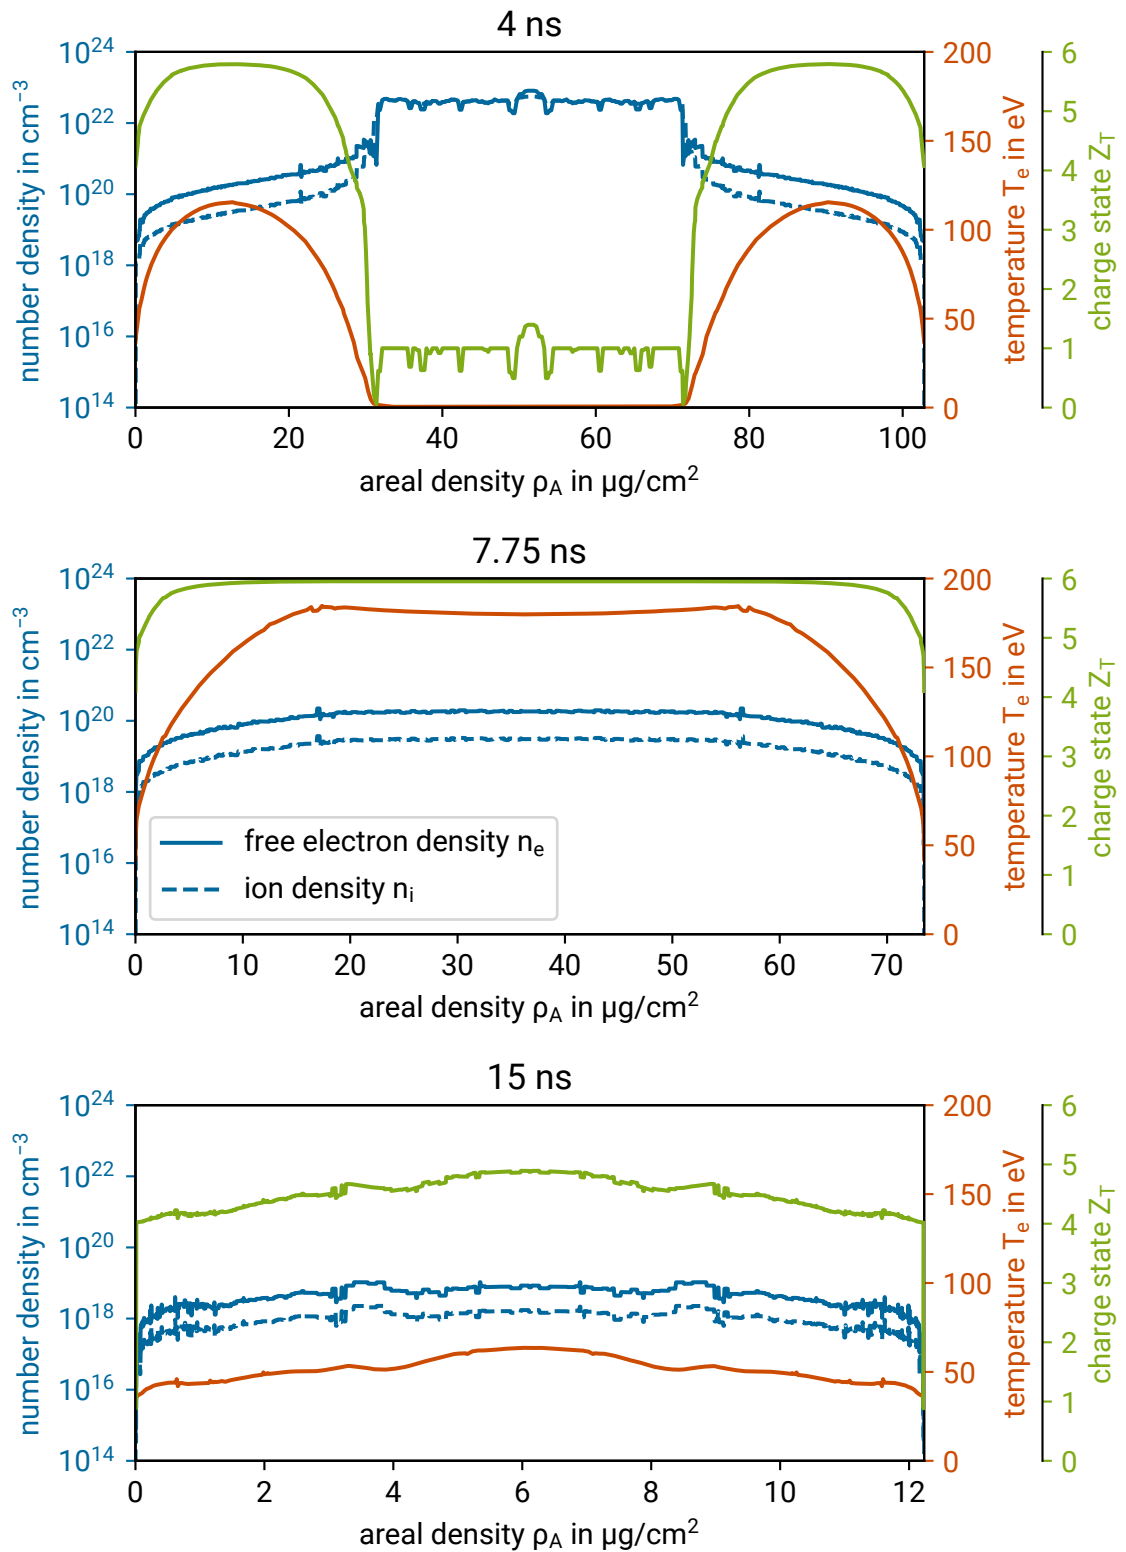 4 ns
10^24
10^22
10^20
10^18
10^16
10^14
number density in cm^−3
200
150
100
50
0
temperature T_e in eV
6
5
4
3
2
1
0
charge state Z_T
0 20 40 60 80 100
areal density ρ_A in µg/cm^2
7.75 ns
10^24
10^22
10^20
10^18
10^16
10^14
number density in cm^−3
free electron density n_e
ion density n_i
200
150
100
50
0
temperature T_e in eV
6
5
4
3
2
1
0
charge state Z_T
0 10 20 30 40 50 60 70
areal density ρ_A in µg/cm^2
15 ns
10^24
10^22
10^20
10^18
10^16
10^14
number density in cm^−3
200
150
100
50
0
temperature T_e in eV
6
5
4
3
2
1
0
charge state Z_T
0 2 4 6 8 10 12
areal density ρ_A in µg/cm^2